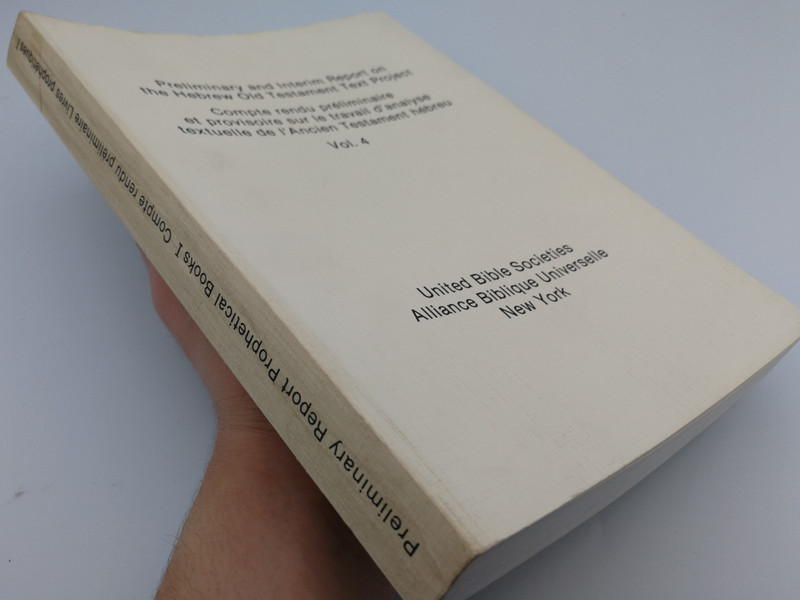 Preliminary and Interim Report on
the Hebrew Old Testament Text Project
Compte rendu préliminaire
et provisoire sur le travail d'analyse
textuelle de l'Ancien Testament hébreu
Vol. 4
United Bible Societies
Alliance Biblique Universelle
New York
Preliminary Report Prophetical Books I Compte rendu préliminaire Livres prophétiques I